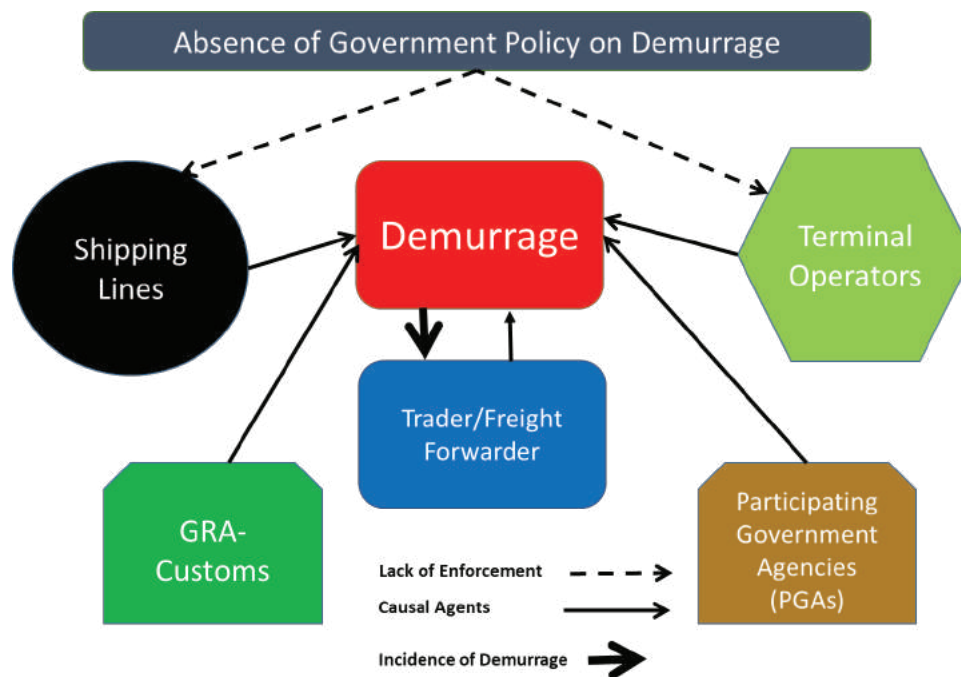 Absence of Government Policy on Demurrage
Shipping
Lines
Demurrage
Terminal
Operators
Trader/Freight
Forwarder
GRA-
Customs
Participating
Government
Agencies
(PGAs)
Lack of Enforcement
Causal Agents
Incidence of Demurrage